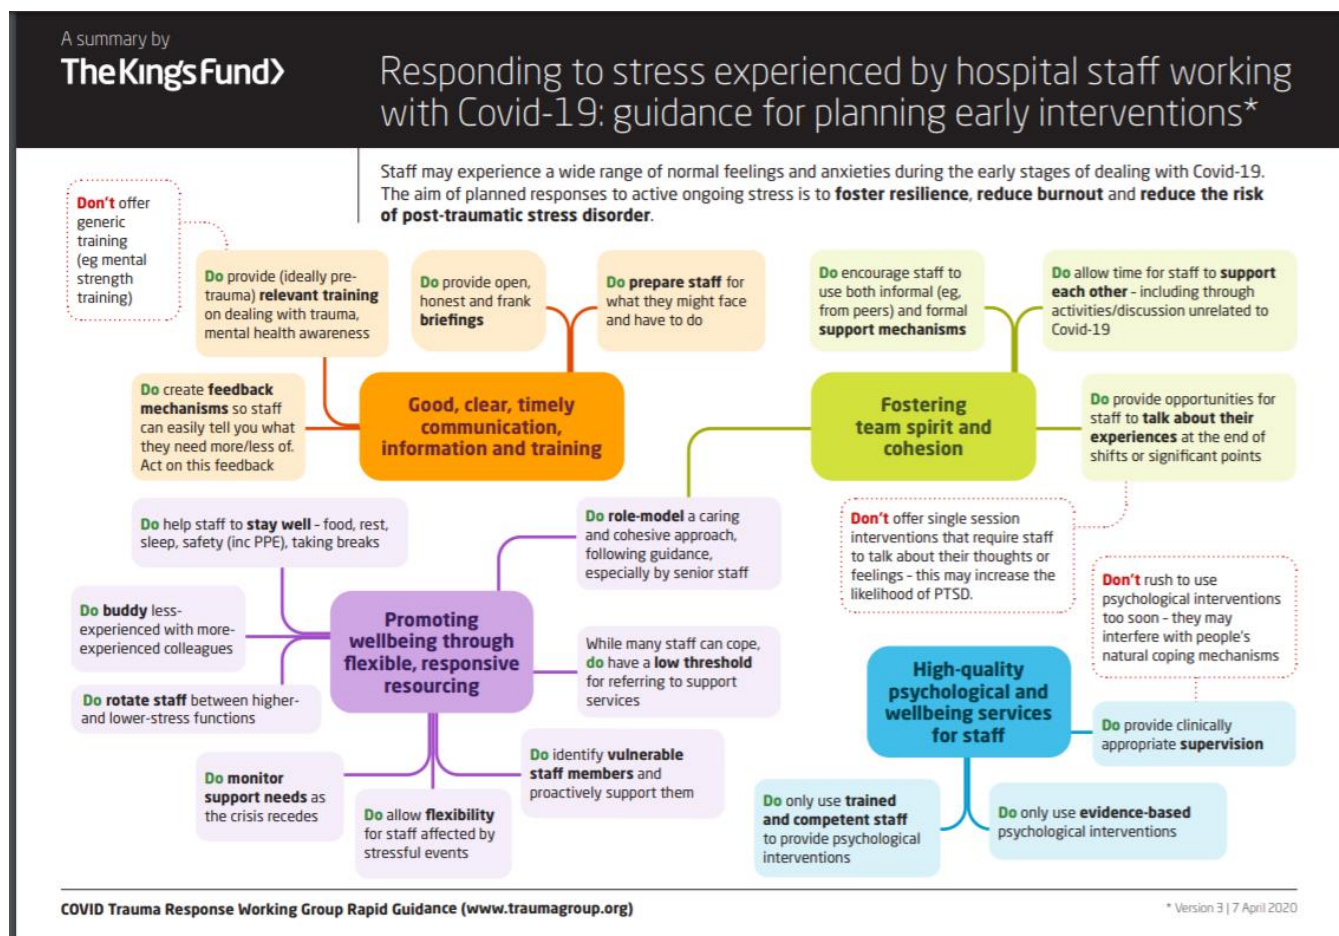 A summary by
TheKingsFund>
Responding to stress experienced by hospital staff working
with Covid-19: guidance for planning early interventions*
Staff may experience a wide range of normal feelings and anxieties during the early stages of dealing with Covid-19.
The aim of planned responses to active ongoing stress is to foster resilience, reduce burnout and reduce the risk
of post-traumatic stress disorder.
Don't offer
generic
training
(eg mental
strength
training)
Do provide (ideally pre-
trauma) relevant training
on dealing with trauma,
mental health awareness
Do provide open,
honest and frank
briefings
Do prepare staff for
what they might face
and have to do
Do create feedback
mechanisms so staff
can easily tell you what
they need more/less of.
Act on this feedback
Good, clear, timely
communication,
information and training
Do encourage staff to
use both informal (eg,
from peers) and formal
support mechanisms
Do allow time for staff to support
each other - including through
activities/discussion unrelated to
Covid-19
Fostering
team spirit and
cohesion
Do provide opportunities for
staff to talk about their
experiences at the end of
shifts or significant points
Don't offer single session
interventions that require staff
to talk about their thoughts or
feelings - this may increase the
likelihood of PTSD.
Do help staff to stay well - food, rest,
sleep, safety (inc PPE), taking breaks
Do role-model a caring
and cohesive approach,
following guidance,
especially by senior staff
Do buddy less-
experienced with more-
experienced colleagues
Promoting
wellbeing through
flexible, responsive
resourcing
While many staff can cope,
do have a low threshold
for referring to support
services
Do rotate staff between higher-
and lower-stress functions
Do monitor
support needs as
the crisis recedes
Do allow flexibility
for staff affected by
stressful events
Do identify vulnerable
staff members and
proactively support them
Don't rush to use
psychological interventions
too soon - they may
interfere with people's
natural coping mechanisms
High-quality
psychological and
wellbeing services
for staff
Do provide clinically
appropriate supervision
Do only use trained
and competent staff
to provide psychological
interventions
Do only use evidence-based
psychological interventions
COVID Trauma Response Working Group Rapid Guidance (www.traumagroup.org)
* Version 3 | 7 April 2020